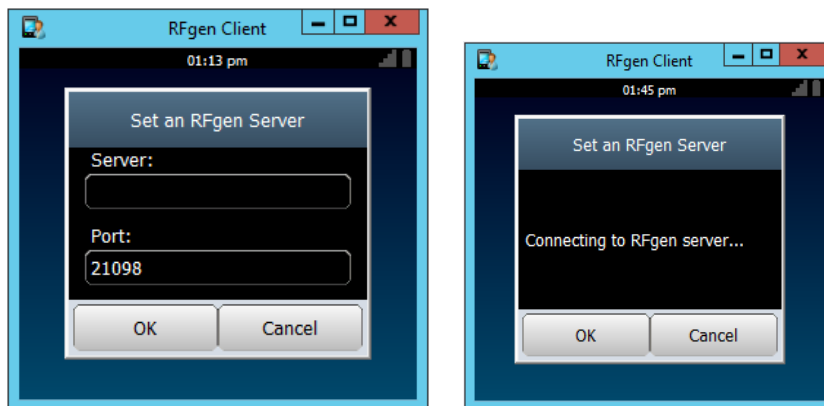 RFgen Client
01:13 pm
Set an RFgen Server
Server:
Port:
21098
OK Cancel
RFgen Client
01:45 pm
Set an RFgen Server
Connecting to RFgen server...
OK Cancel